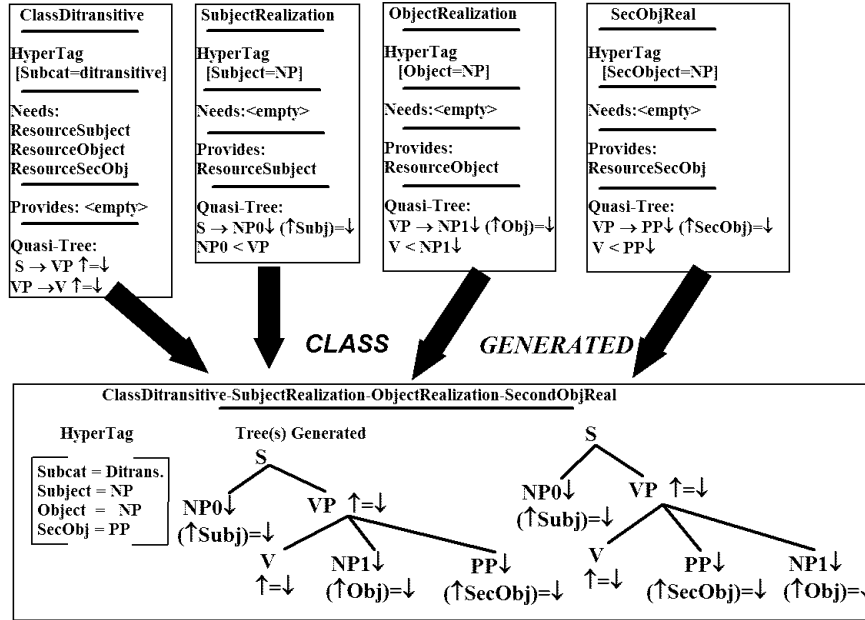 ClassDitransitive
HyperTag
[Subcat=ditransitive]
Needs:
ResourceSubject
ResourceObject
ResourceSecObj
Provides: <empty>
Quasi-Tree:
S → VP ↑=↓
VP →V ↑=↓
SubjectRealization
HyperTag
[Subject=NP]
Needs:<empty>
Provides:
ResourceSubject
Quasi-Tree:
S → NP0↓ (↑Subj)=↓
NP0 < VP
ObjectRealization
HyperTag
[Object=NP]
Needs:<empty>
Provides:
ResourceObject
Quasi-Tree:
VP → NP1↓ (↑Obj)=↓
V < NP1↓
SecObjReal
HyperTag
[SecObject=NP]
Needs:<empty>
Provides:
ResourceSecObj
Quasi-Tree:
VP → PP↓ (↑SecObj)=↓
V < PP↓
CLASS GENERATED
ClassDitransitive-SubjectRealization-ObjectRealization-SecondObjReal
HyperTag
Subcat = Ditrans.
Subject = NP
Object = NP
SecObj = PP
Tree(s) Generated
S
NP0↓ VP ↑=↓
(↑Subj)=↓
V NP1↓ PP↓
↑=↓ (↑Obj)=↓ (↑SecObj)=↓
S
NP0↓ VP ↑=↓
(↑Subj)=↓
V PP↓ NP1↓
↑=↓ (↑SecObj)=↓ (↑Obj)=↓